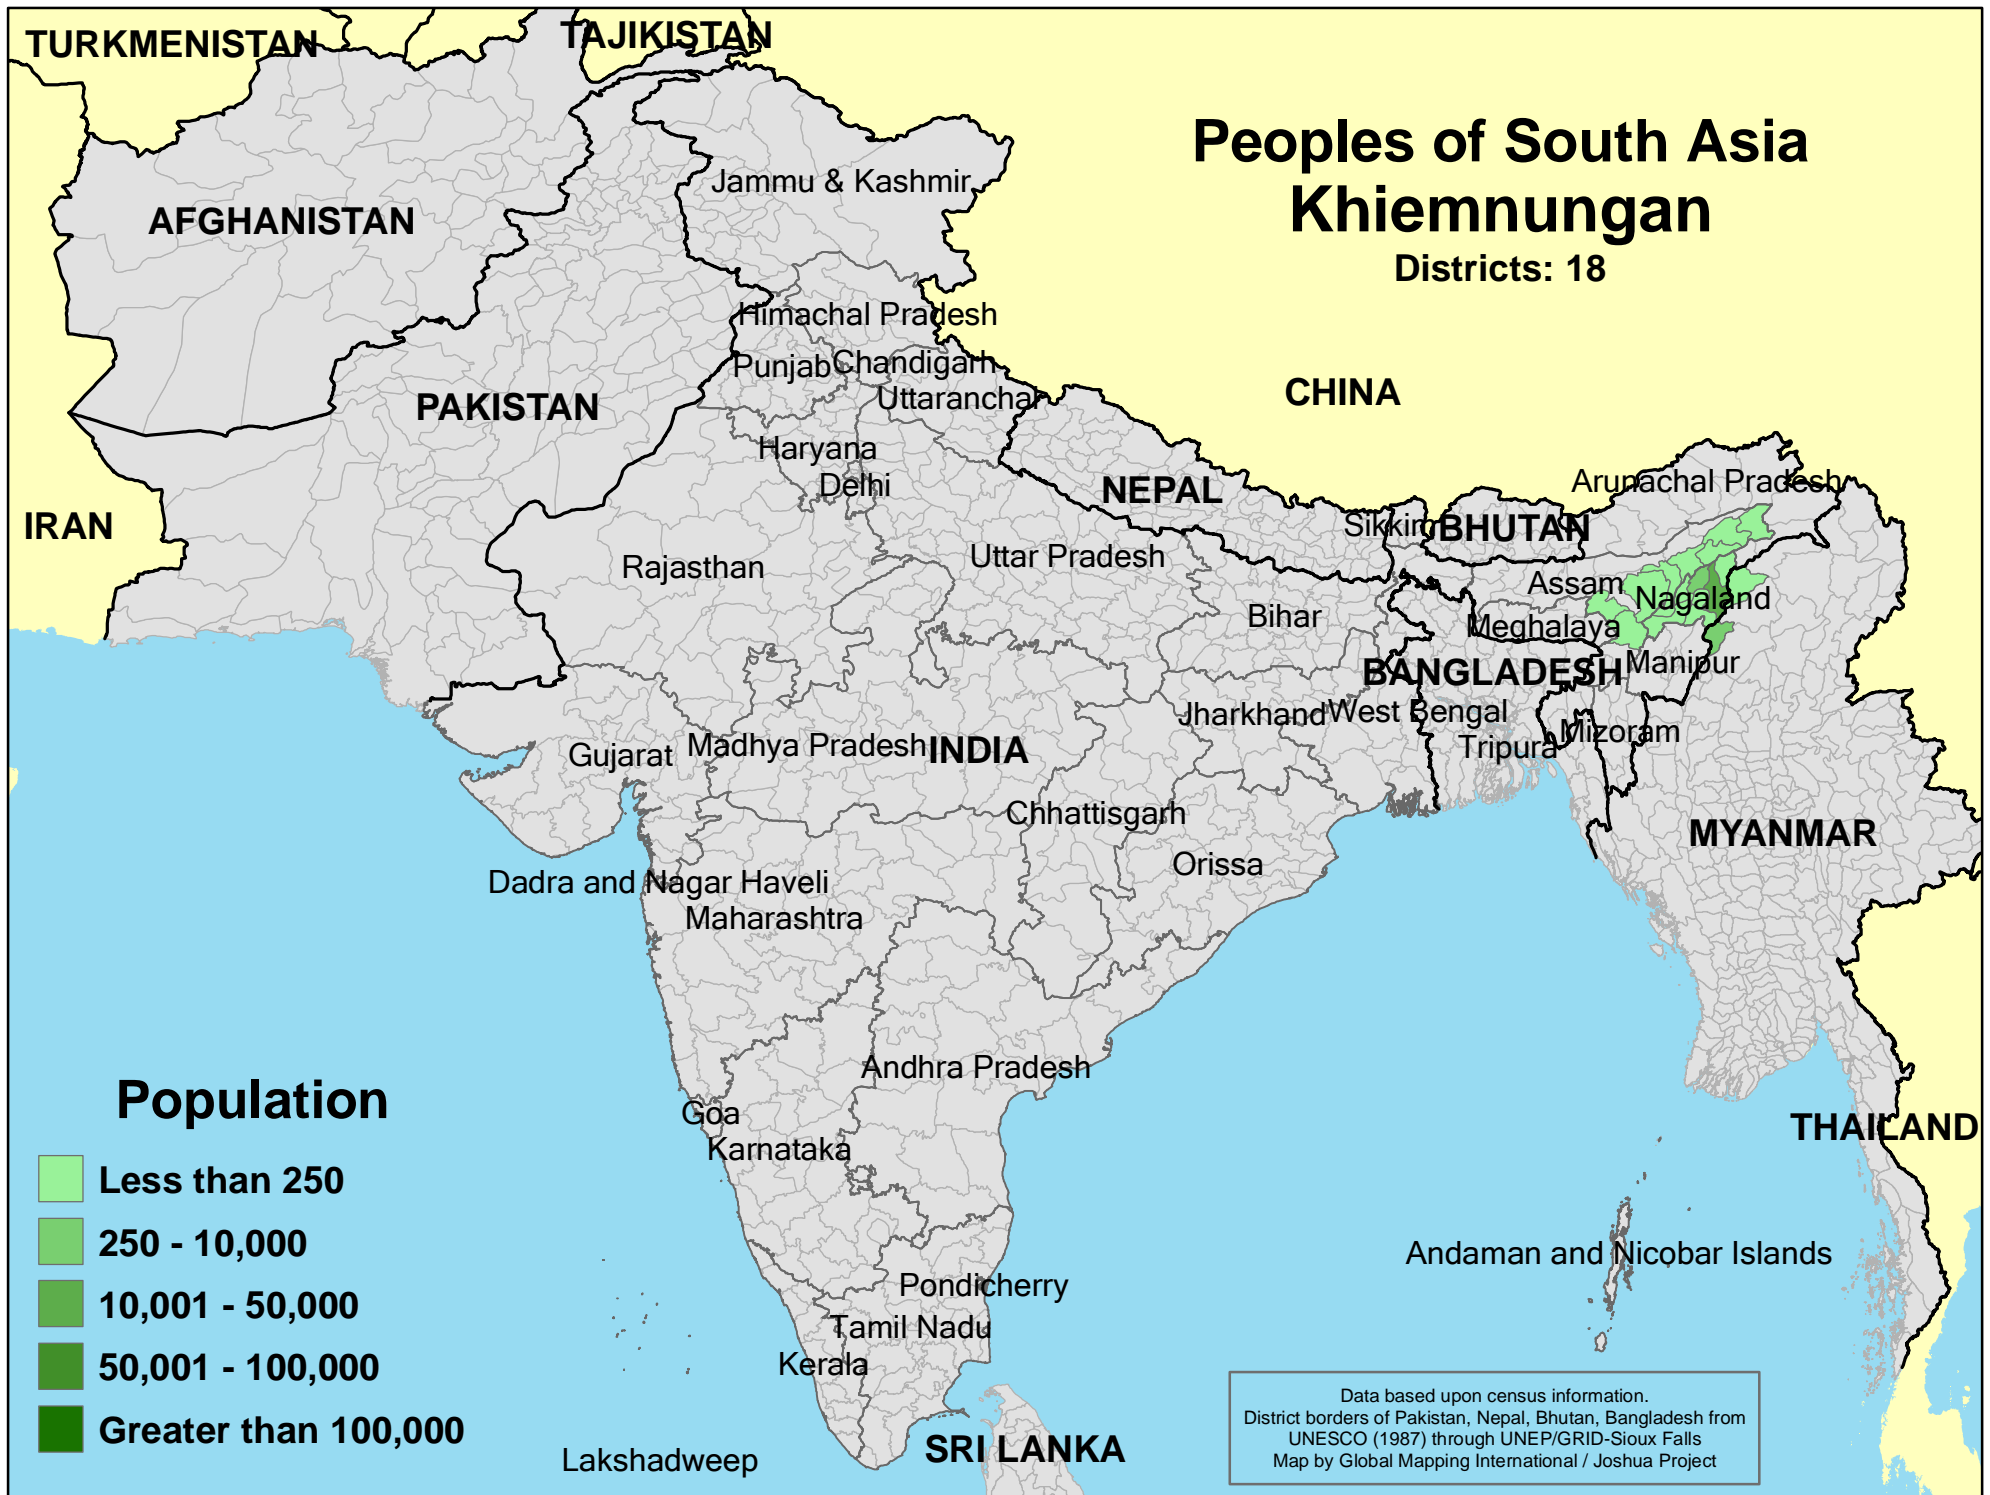 TURKMENISTAN
TAJIKISTAN
Peoples of South Asia
Khiemnungan
Districts: 18
Jammu & Kashmir
AFGHANISTAN
Himachal Pradesh
Punjab
Chandigarh
Uttaranchal
CHINA
PAKISTAN
Haryana
Delhi
NEPAL
Arunachal Pradesh
IRAN
Sikkim
BHUTAN
Rajasthan
Uttar Pradesh
Assam
Nagaland
Bihar
Meghalaya
BANGLADESH
Manipur
Jharkhand
West Bengal
Gujarat
Madhya Pradesh
INDIA
Tripura
Mizoram
Chhattisgarh
MYANMAR
Orissa
Dadra and Nagar Haveli
Maharashtra
Andhra Pradesh
Population
Goa
Karnataka
THAILAND
Less than 250
250 - 10,000
10,001 - 50,000
50,001 - 100,000
Greater than 100,000
Andaman and Nicobar Islands
Pondicherry
Tamil Nadu
Kerala
Lakshadweep
SRI LANKA
Data based upon census information.
District borders of Pakistan, Nepal, Bhutan, Bangladesh from
UNESCO (1987) through UNEP/GRID-Sioux Falls
Map by Global Mapping International / Joshua Project